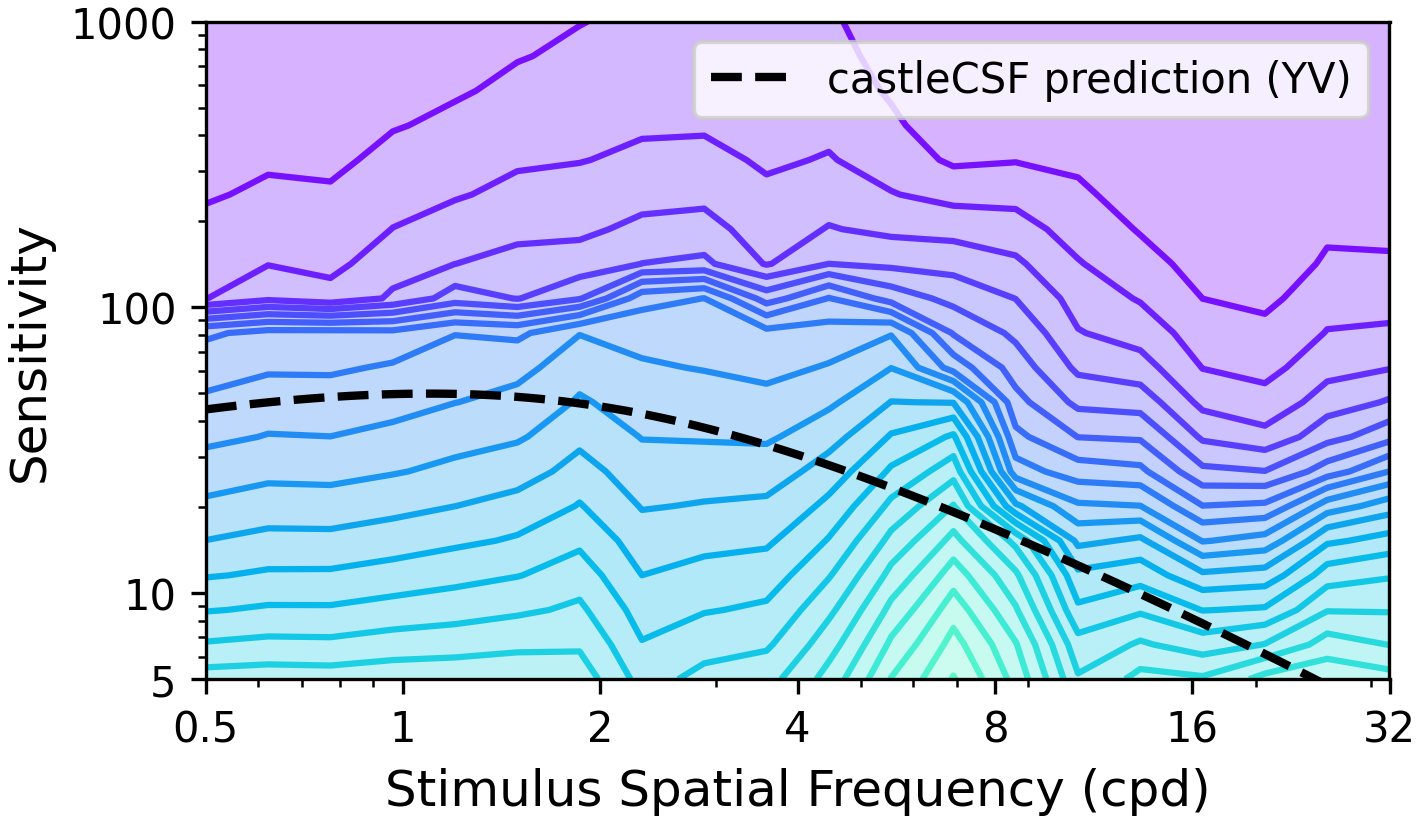 1000
100
10
5
Sensitivity
castleCSF prediction (YV)
0.5 1 2 4 8 16 32
Stimulus Spatial Frequency (cpd)